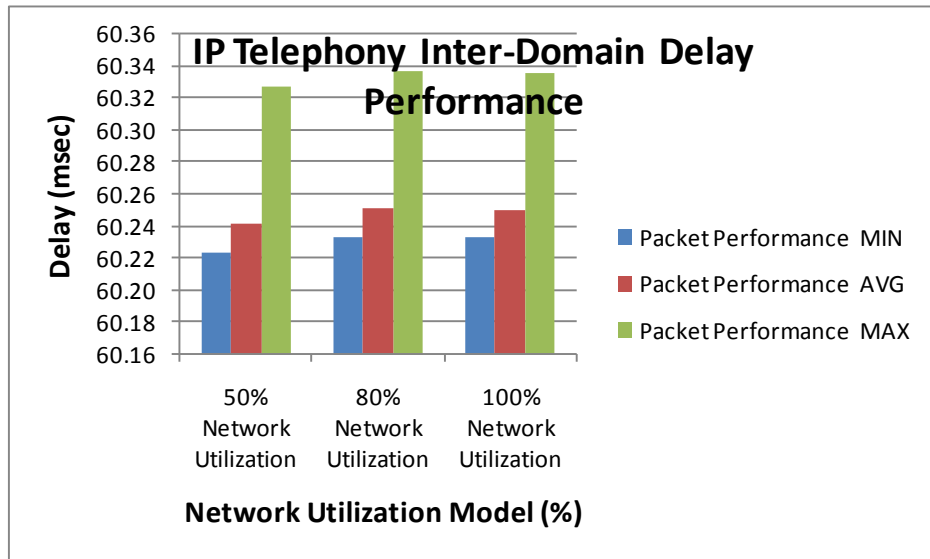 IP Telephony Inter-Domain Delay
Performance
Delay (msec)
60.36
60.34
60.32
60.30
60.28
60.26
60.24
60.22
60.20
60.18
60.16
50%
Network
Utilization
80%
Network
Utilization
100%
Network
Utilization
Network Utilization Model (%)
Packet Performance MIN
Packet Performance AVG
Packet Performance MAX